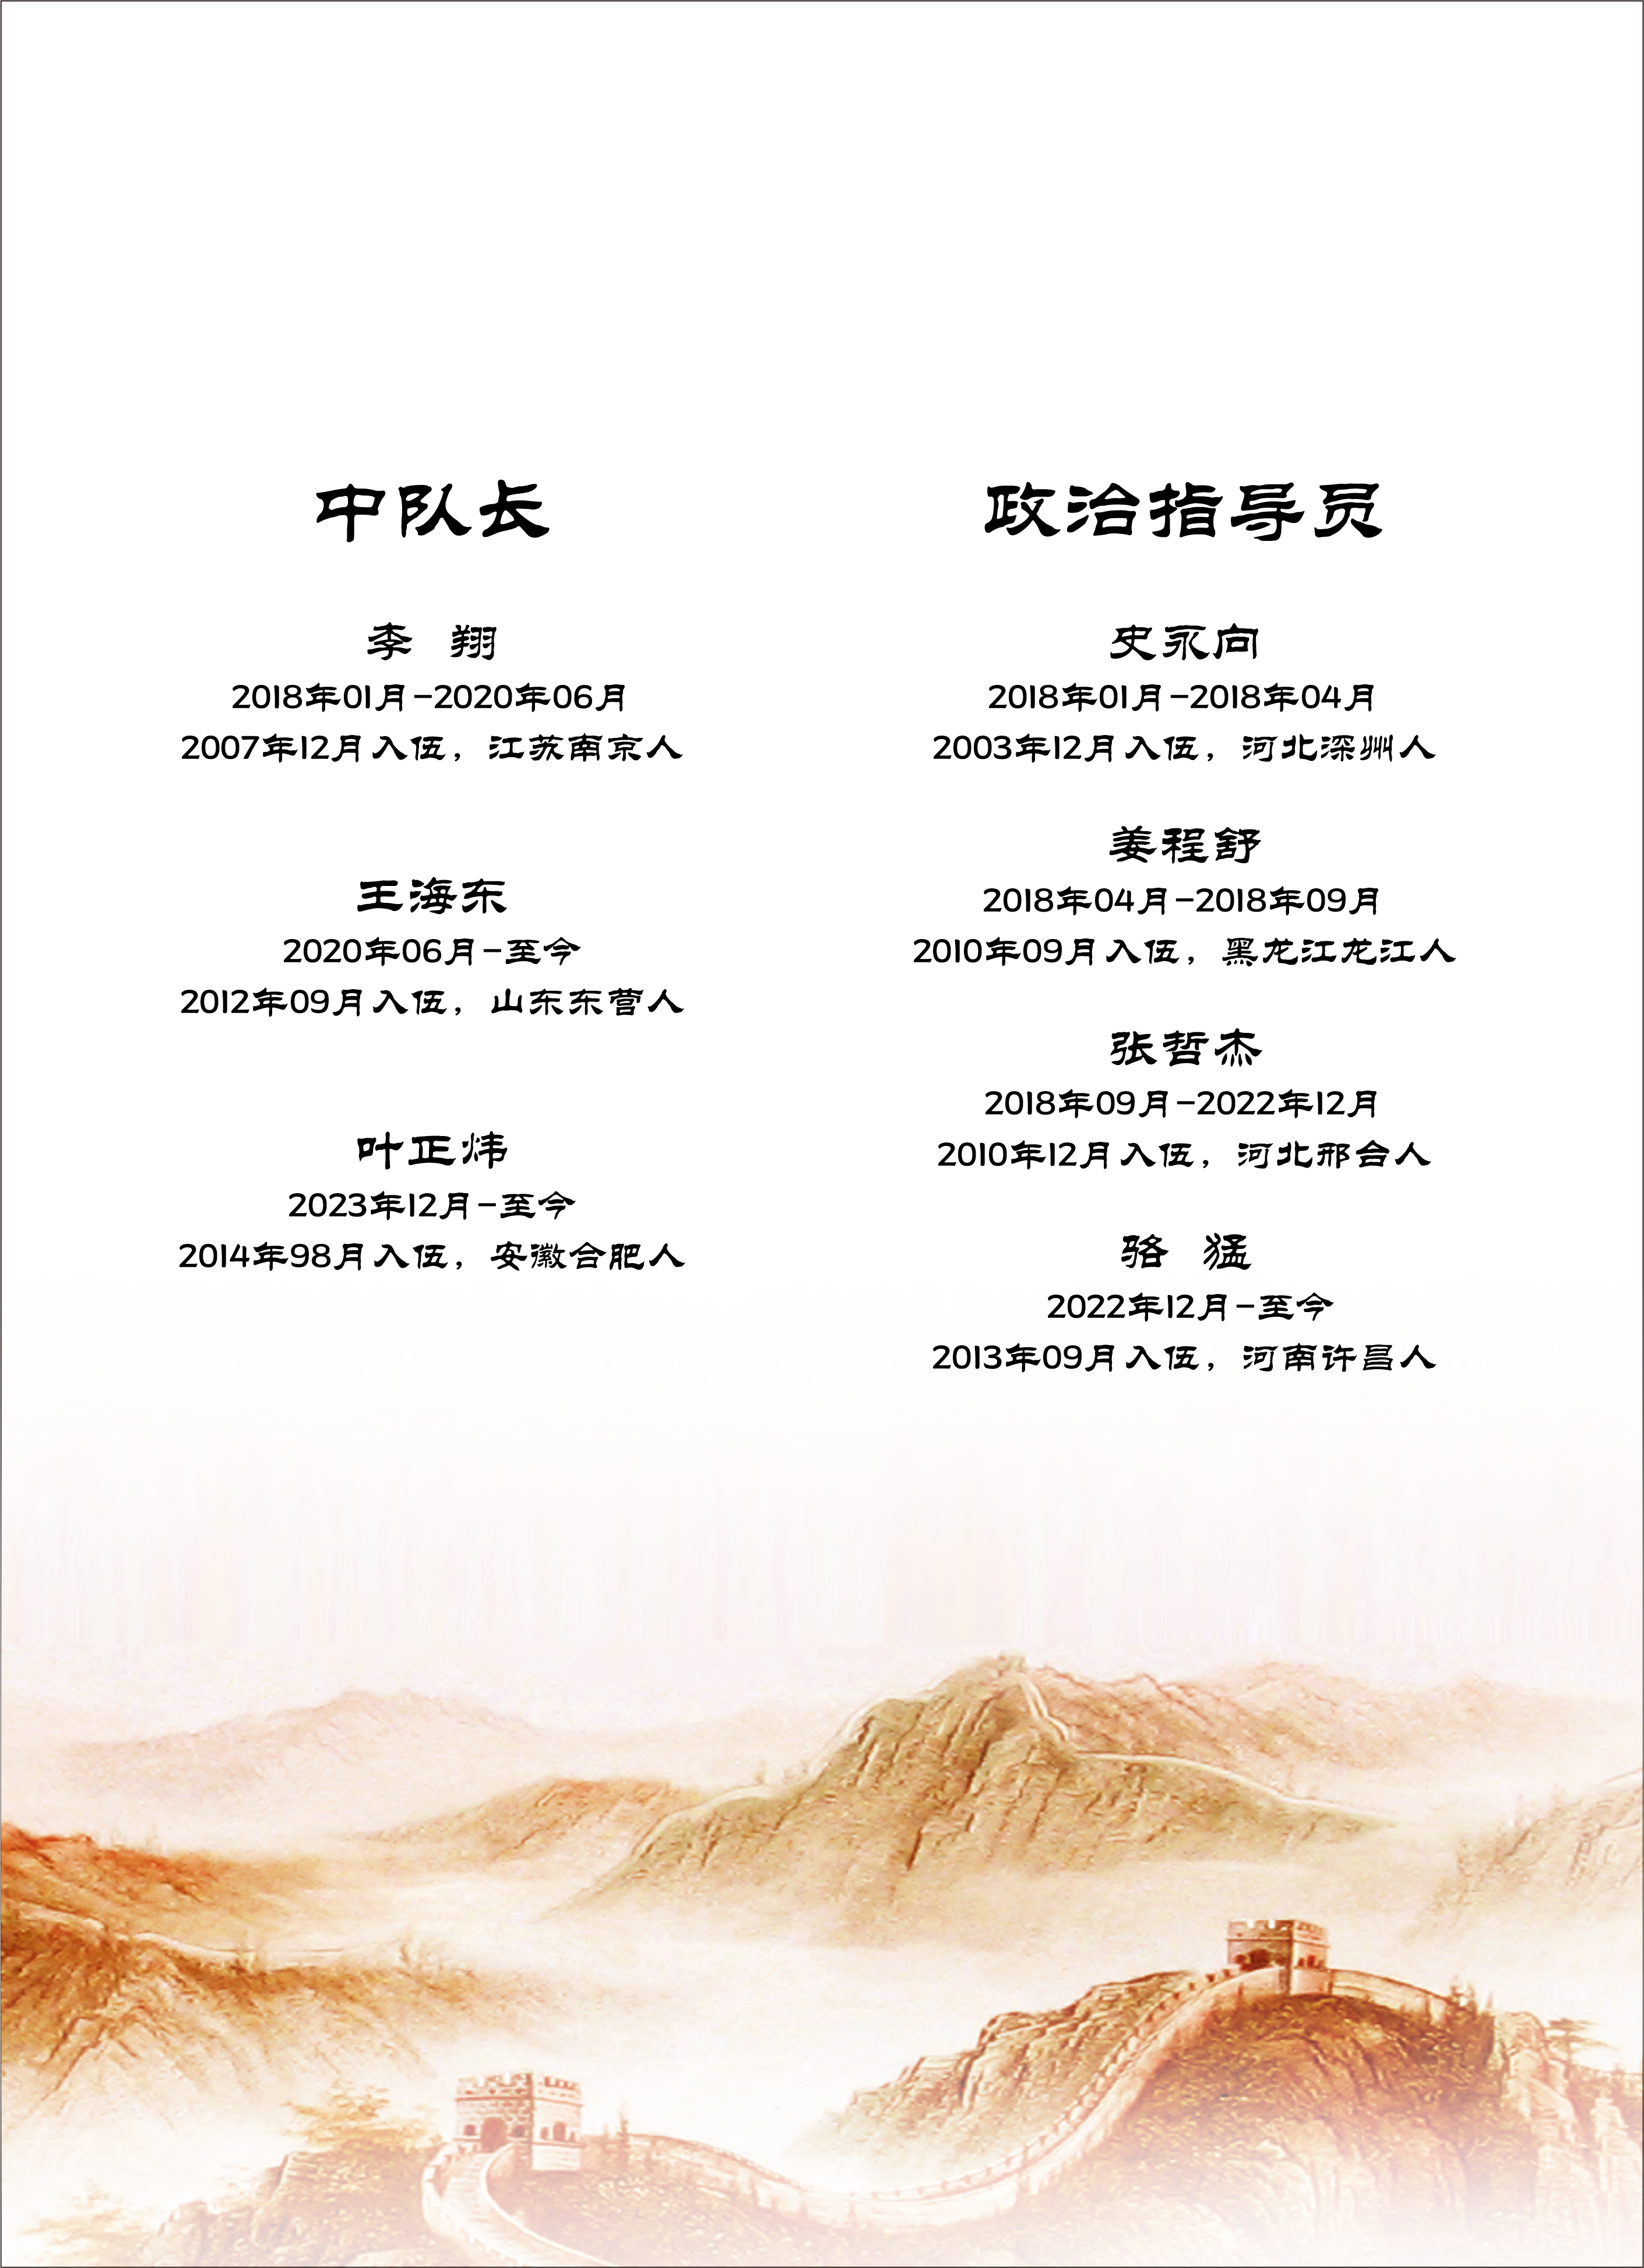 中队长
李 翔
2018年01月-2020年06月
2007年12月入伍，江苏南京人
王海东
2020年06月-至今
2012年09月入伍，山东东营人
叶正炜
2023年12月-至今
2014年98月入伍，安徽合肥人
政治指导员
史永向
2018年01月-2018年04月
2003年12月入伍，河北深州人
姜程舒
2018年04月-2018年09月
2010年09月入伍，黑龙江龙江人
张哲杰
2018年09月-2022年12月
2010年12月入伍，河北邢台人
骆 猛
2022年12月-至今
2013年09月入伍，河南许昌人